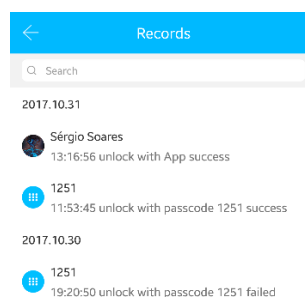 Records
Search
2017.10.31
Sérgio Soares
13:16:56 unlock with App success
1251
11:53:45 unlock with passcode 1251 success
2017.10.30
1251
19:20:50 unlock with passcode 1251 failed